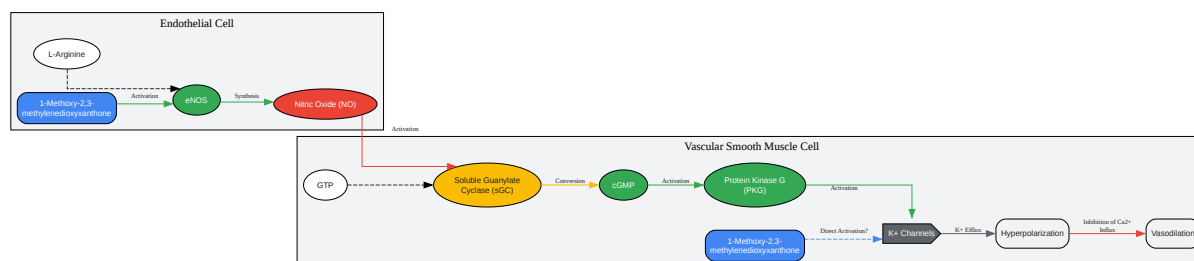 Endothelial Cell
L-Arginine
1-Methoxy-2,3-
methylenedioxyxanthone
Activation
eNOS
Synthesis
Nitric Oxide (NO)
Activation
Vascular Smooth Muscle Cell
GTP
Soluble Guanylate
Cyclase (sGC)
Conversion
cGMP
Activation
Protein Kinase G
(PKG)
Activation
1-Methoxy-2,3-
methylenedioxyxanthone
Direct Activation?
K+ Channels
K+ Efflux
Hyperpolarization
Inhibition of Ca2+
Influx
Vasodilation